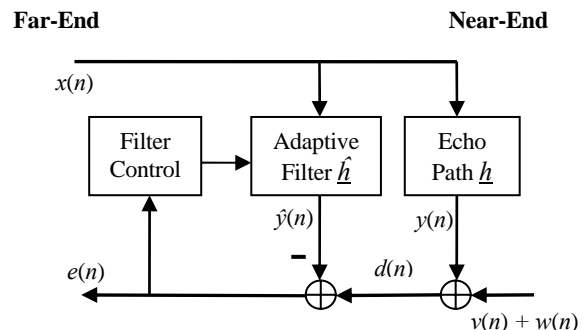 Far-End
Near-End
x(n)
Filter
Control
Adaptive
Filter ĥ
Echo
Path h
ŷ(n)
y(n)
−
e(n)
d(n)
v(n) + w(n)